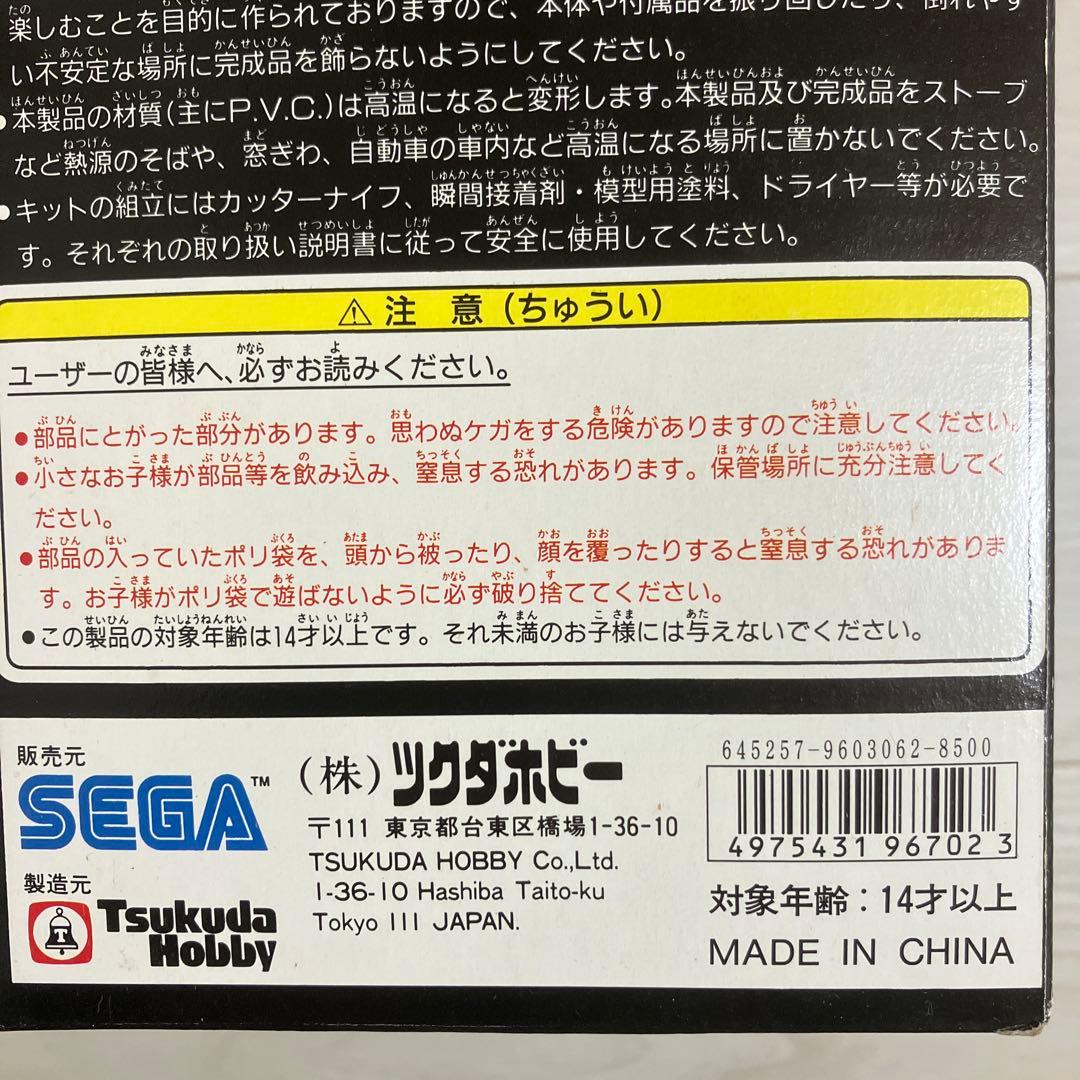 楽しむことを目的に作られておりますので、本体や付属品を振り回したり、倒れやす
い不安定な場所に完成品を飾らないようにしてください。
●本製品の材質(主にP.V.C.)は高温になると変形します。本製品及び完成品をストーブ
など熱源のそばや、窓ぎわ、自動車の車内など高温になる場所に置かないでください。
●キットの組立にはカッターナイフ、瞬間接着剤・模型用塗料、ドライヤー等が必要で
す。それぞれの取り扱い説明書に従って安全に使用してください。
⚠注 意(ちゅうい)
ユーザーの皆様へ、必ずお読みください。
●部品にとがった部分があります。思わぬケガをする危険がありますので注意してください。
●小さなお子様が部品等を飲み込み、窒息する恐れがあります。保管場所に充分注意してく
ださい。
●部品の入っていたポリ袋を、頭から被ったり、顔を覆ったりすると窒息する恐れがありま
す。お子様がポリ袋で遊ばないように必ず破り捨ててください。
●この製品の対象年齢は14才以上です。それ未満のお子様には与えないでください。
販売元
SEGA™
製造元
Tsukuda
Hobby
(株)ツクダホビー
〒111 東京都台東区橋場1-36-10
TSUKUDA HOBBY Co.,Ltd.
1-36-10 Hashiba Taito-ku
Tokyo 111 JAPAN.
645257-9603062-8500
4975431967023
対象年齢:14才以上
MADE IN CHINA